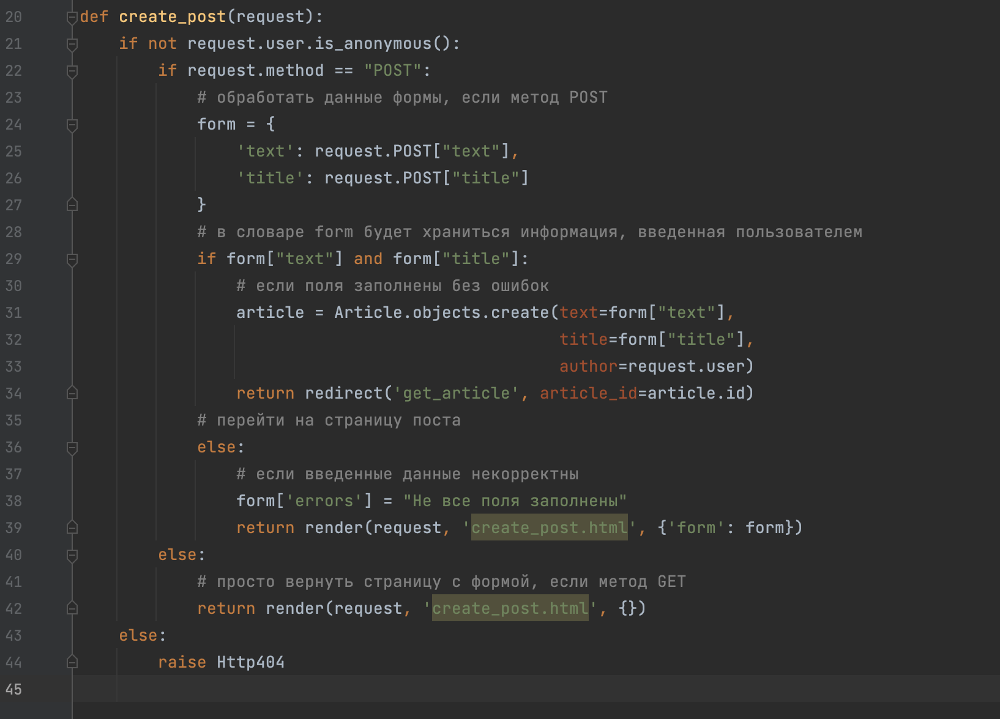 20 def create_post(request):
21     if not request.user.is_anonymous():
22         if request.method == "POST":
23             # обработать данные формы, если метод POST
24             form = {
25                 'text': request.POST["text"],
26                 'title': request.POST["title"]
27             }
28             # в словаре form будет храниться информация, введенная пользователем
29             if form["text"] and form["title"]:
30                 # если поля заполнены без ошибок
31                 article = Article.objects.create(text=form["text"],
32                                                  title=form["title"],
33                                                  author=request.user)
34                 return redirect('get_article', article_id=article.id)
35             # перейти на страницу поста
36             else:
37                 # если введенные данные некорректны
38                 form['errors'] = "Не все поля заполнены"
39                 return render(request, 'create_post.html', {'form': form})
40         else:
41             # просто вернуть страницу с формой, если метод GET
42             return render(request, 'create_post.html', {})
43     else:
44         raise Http404
45